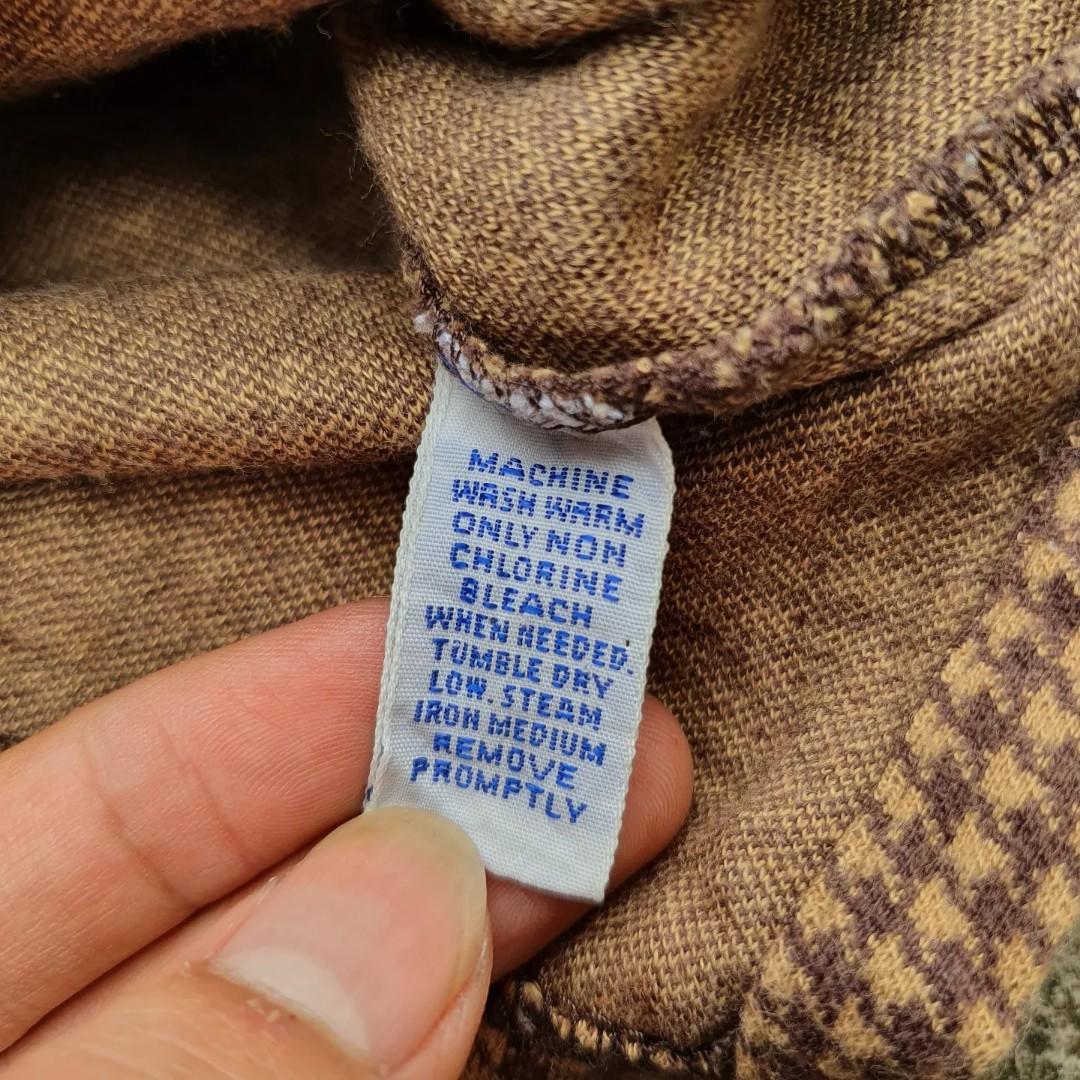 MACHINE
WASH WARM
ONLY NON
CHLORINE
BLEACH
WHEN NEEDED.
TUMBLE DRY
LOW. STEAM
IRON MEDIUM
REMOVE
PROMPTLY